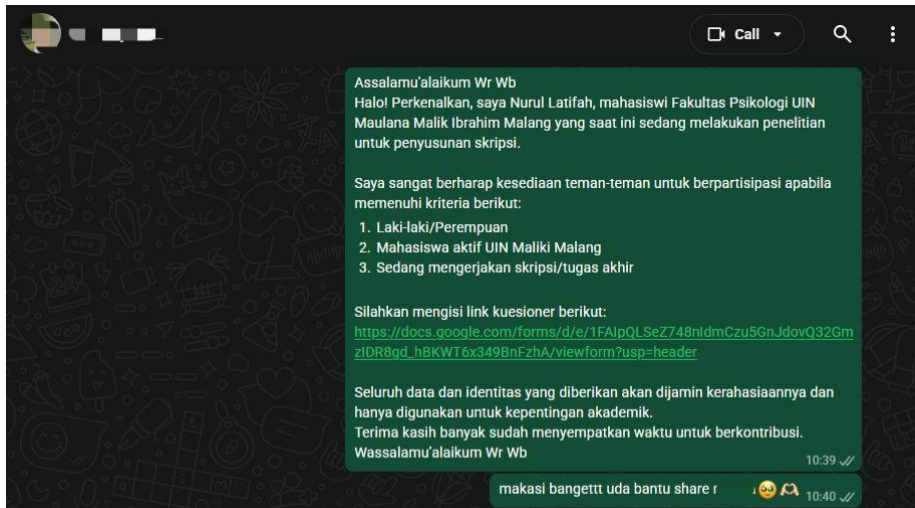 Call
Assalamu'alaikum Wr Wb
Halo! Perkenalkan, saya Nurul Latifah, mahasiswi Fakultas Psikologi UIN
Maulana Malik Ibrahim Malang yang saat ini sedang melakukan penelitian
untuk penyusunan skripsi.
Saya sangat berharap kesediaan teman-teman untuk berpartisipasi apabila
memenuhi kriteria berikut:
1. Laki-laki/Perempuan
2. Mahasiswa aktif UIN Maliki Malang
3. Sedang mengerjakan skripsi/tugas akhir
Silahkan mengisi link kuesioner berikut:
https://docs.google.com/forms/d/e/1FAIpQLSeZ748nIdmCzu5GnJdovQ32Gm
zIDR8gd_hBKWT6x349BnFzhA/viewform?usp=header
Seluruh data dan identitas yang diberikan akan dijamin kerahasiaannya dan
hanya digunakan untuk kepentingan akademik.
Terima kasih banyak sudah menyempatkan waktu untuk berkontribusi.
Wassalamu'alaikum Wr Wb
10:39
makasi bangettt uda bantu share 🥹🫶
10:40